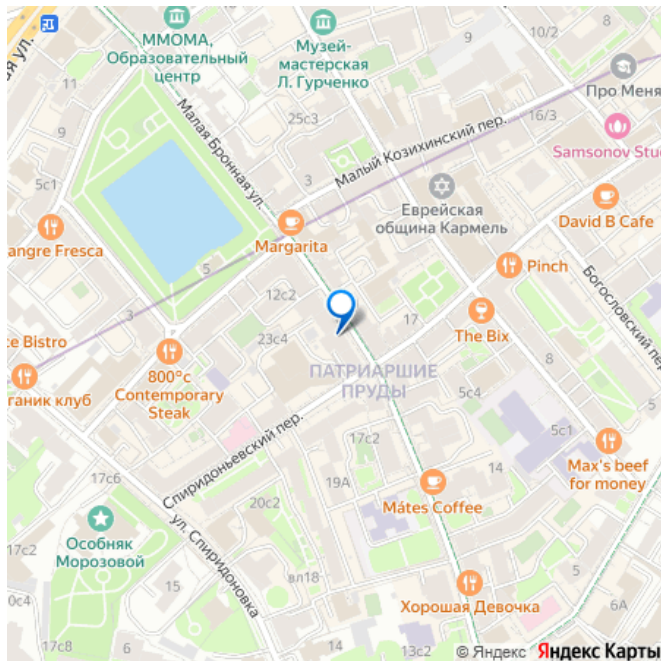 ая ул.
11
5с1
ММОМА,
Образовательный
центр
Музей-
мастерская
Л. Гурченко
9
10/2
Про Меня
16/3
Samsonov Stud
25с3
Малая Бронная ул.
3
Малый Козихинский пер.
Еврейская
община Кармель
David B Cafe
angre Fresca
5
Margarita
Pinch
Богословский пер.
3
12с2
17
The Bix
e Bistro
23с4
8
ганик клуб
800°с
Contemporary
Steak
ПАТРИАРШИЕ
ПРУДЫ
5с4
5
5с1
Спиридоньевский пер.
17с2
14
Max's beef
for money
17с6
19А
Mátes Coffee
20с2
14
17с2
Особняк
Морозовой
ул. Спиридоновка
вл18
15
0с4
Хорошая Девочка
6А
17с8
6
© Яндекс Яндекс Карты